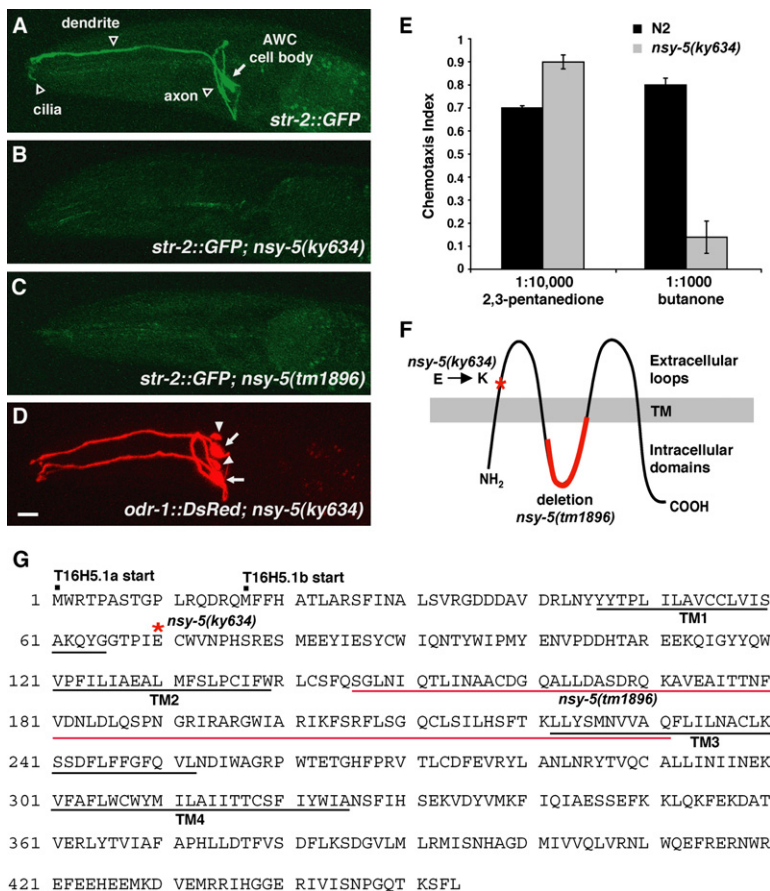 A
dendrite
AWC
cell body
cilia
axon
str-2::GFP
B
str-2::GFP; nsy-5(ky634)
C
str-2::GFP; nsy-5(tm1896)
D
odr-1::DsRed; nsy-5(ky634)
E
N2
nsy-5(ky634)
Chemotaxis Index
1
0.9
0.8
0.7
0.6
0.5
0.4
0.3
0.2
0.1
0
1:10,000
2,3-pentanedione
1:1000
butanone
F
nsy-5(ky634)
E → K
*
Extracellular
loops
TM
Intracellular
domains
NH2
deletion
nsy-5(tm1896)
COOH
G
T16H5.1a start T16H5.1b start
1 MWRTPASTGP LRQDRQMFFH ATLARSFINA LSVRGDDDAV DRLNYYYTPL ILAVCCLVIS
TM1
* nsy-5(ky634)
61 AKQYGGTPIE CWVNPHSRES MEEYIESYCW IQNTYWIPMY ENVPDDHTAR EEKQIGYYQW
121 VPFILIAEAL MFSLPCIFWR LCSFQSGLNI QTLINAACDG QALLDASDRQ KAVEAITTNF
TM2 nsy-5(tm1896)
181 VDNLDLQSPN GRIRARGWIA RIKFSRFLSG QCLSILHSFT KLLYSMNVVA QFLILNACLK
TM3
241 SSDFLFFGFQ VLNDIWAGRP WTETGHFPRV TLCDFEVRYL ANLNRYTVQC ALLINIINEK
301 VFAFLWCWYM ILAIITTCSF IYWIANSFIH SEKVDYVMKF IQIAESSEFK KLQKFEKDAT
TM4
361 VERLYTVIAF APHLLDTFVS DFLKSDGVLM LRMISNHAGD MIVVQLVRNL WQEFRERNWR
421 EFEEHEEMKD VEMRRIHGGE RIVISNPGQT KSFL